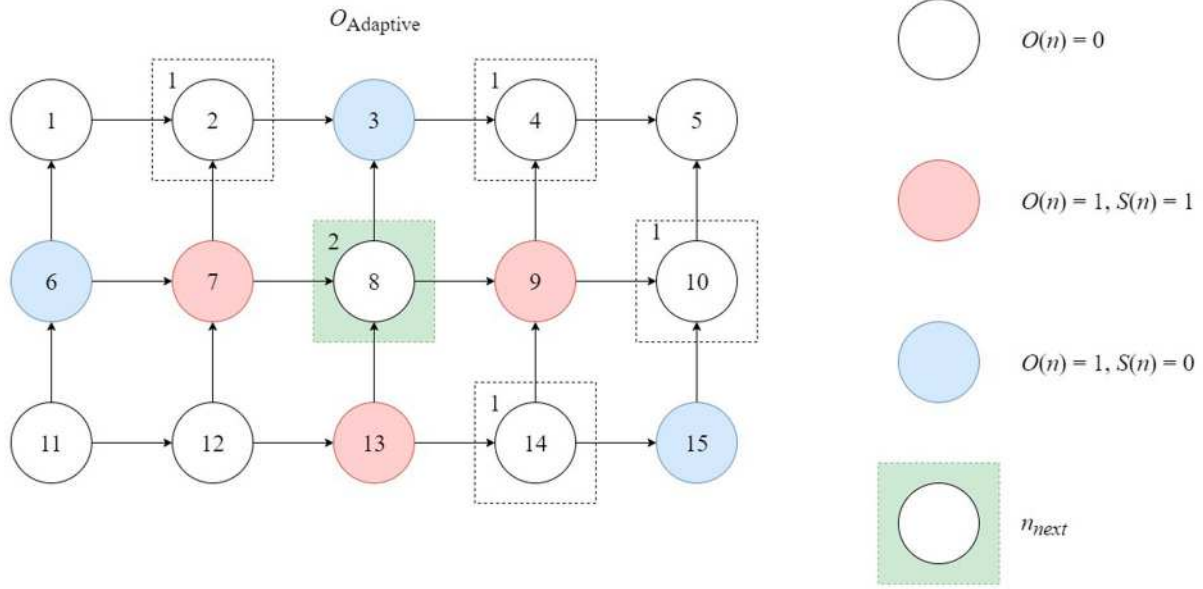 O_Adaptive
1
1
1 2 3 4 5
2
1
6 7 8 9 10
1
11 12 13 14 15
O(n) = 0
O(n) = 1, S(n) = 1
O(n) = 1, S(n) = 0
n_next